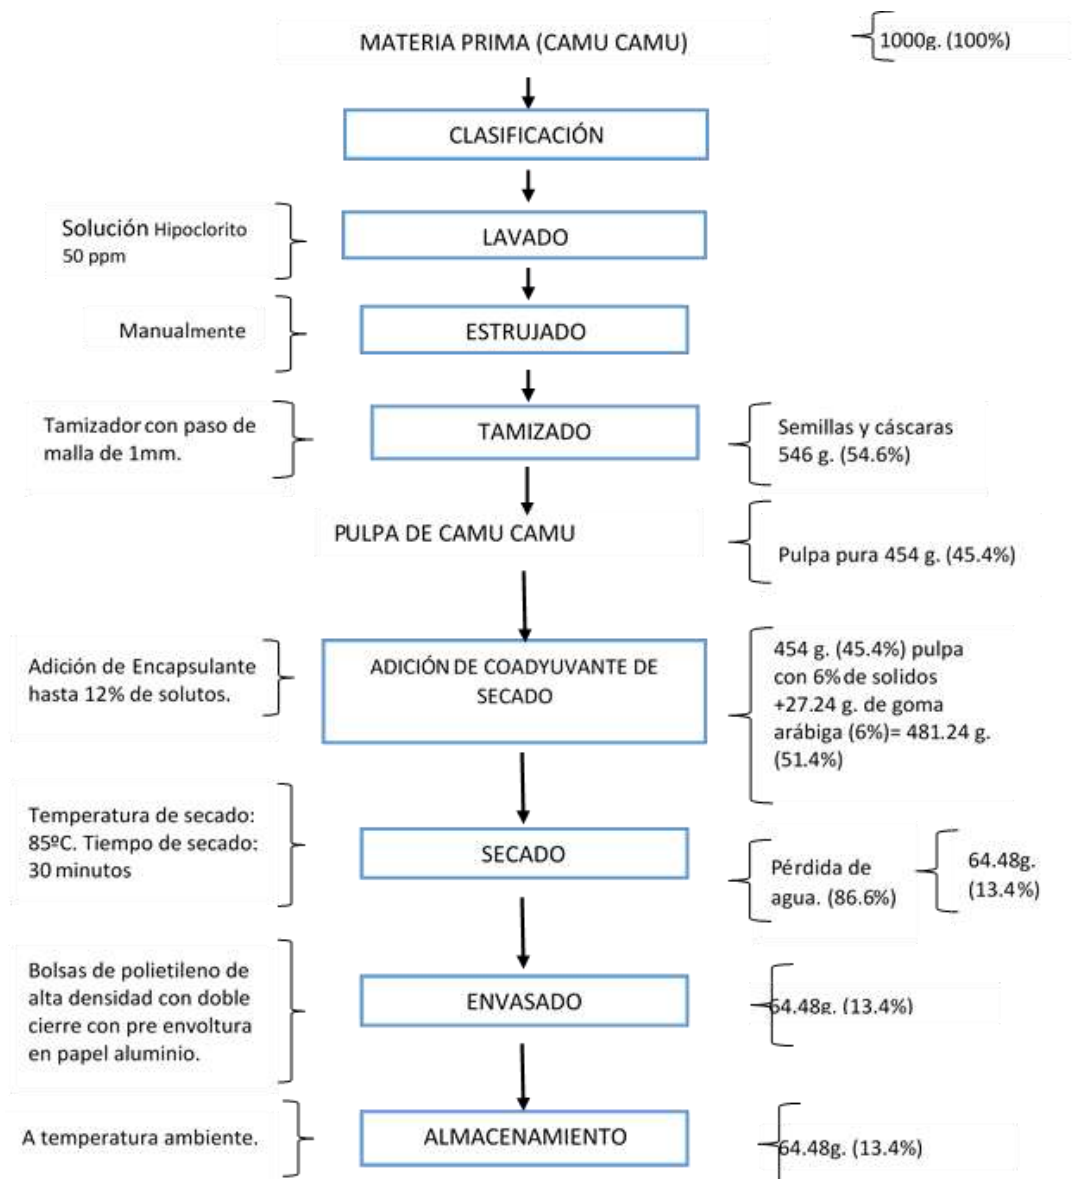 MATERIA PRIMA (CAMU CAMU)
1000g. (100%)
CLASIFICACIÓN
Solución Hipoclorito
50 ppm
LAVADO
Manualmente
ESTRUJADO
Tamizador con paso de
malla de 1mm.
TAMIZADO
Semillas y cáscaras
546 g. (54.6%)
PULPA DE CAMU CAMU
Pulpa pura 454 g. (45.4%)
Adición de Encapsulante
hasta 12% de solutos.
ADICIÓN DE COADYUVANTE DE
SECADO
454 g. (45.4%) pulpa
con 6% de solidos
+27.24 g. de goma
arábiga (6%)= 481.24 g.
(51.4%)
Temperatura de secado:
85ºC. Tiempo de secado:
30 minutos
SECADO
Pérdida de
agua. (86.6%)
64.48g.
(13.4%)
Bolsas de polietileno de
alta densidad con doble
cierre con pre envoltura
en papel aluminio.
ENVASADO
64.48g. (13.4%)
A temperatura ambiente.
ALMACENAMIENTO
64.48g. (13.4%)